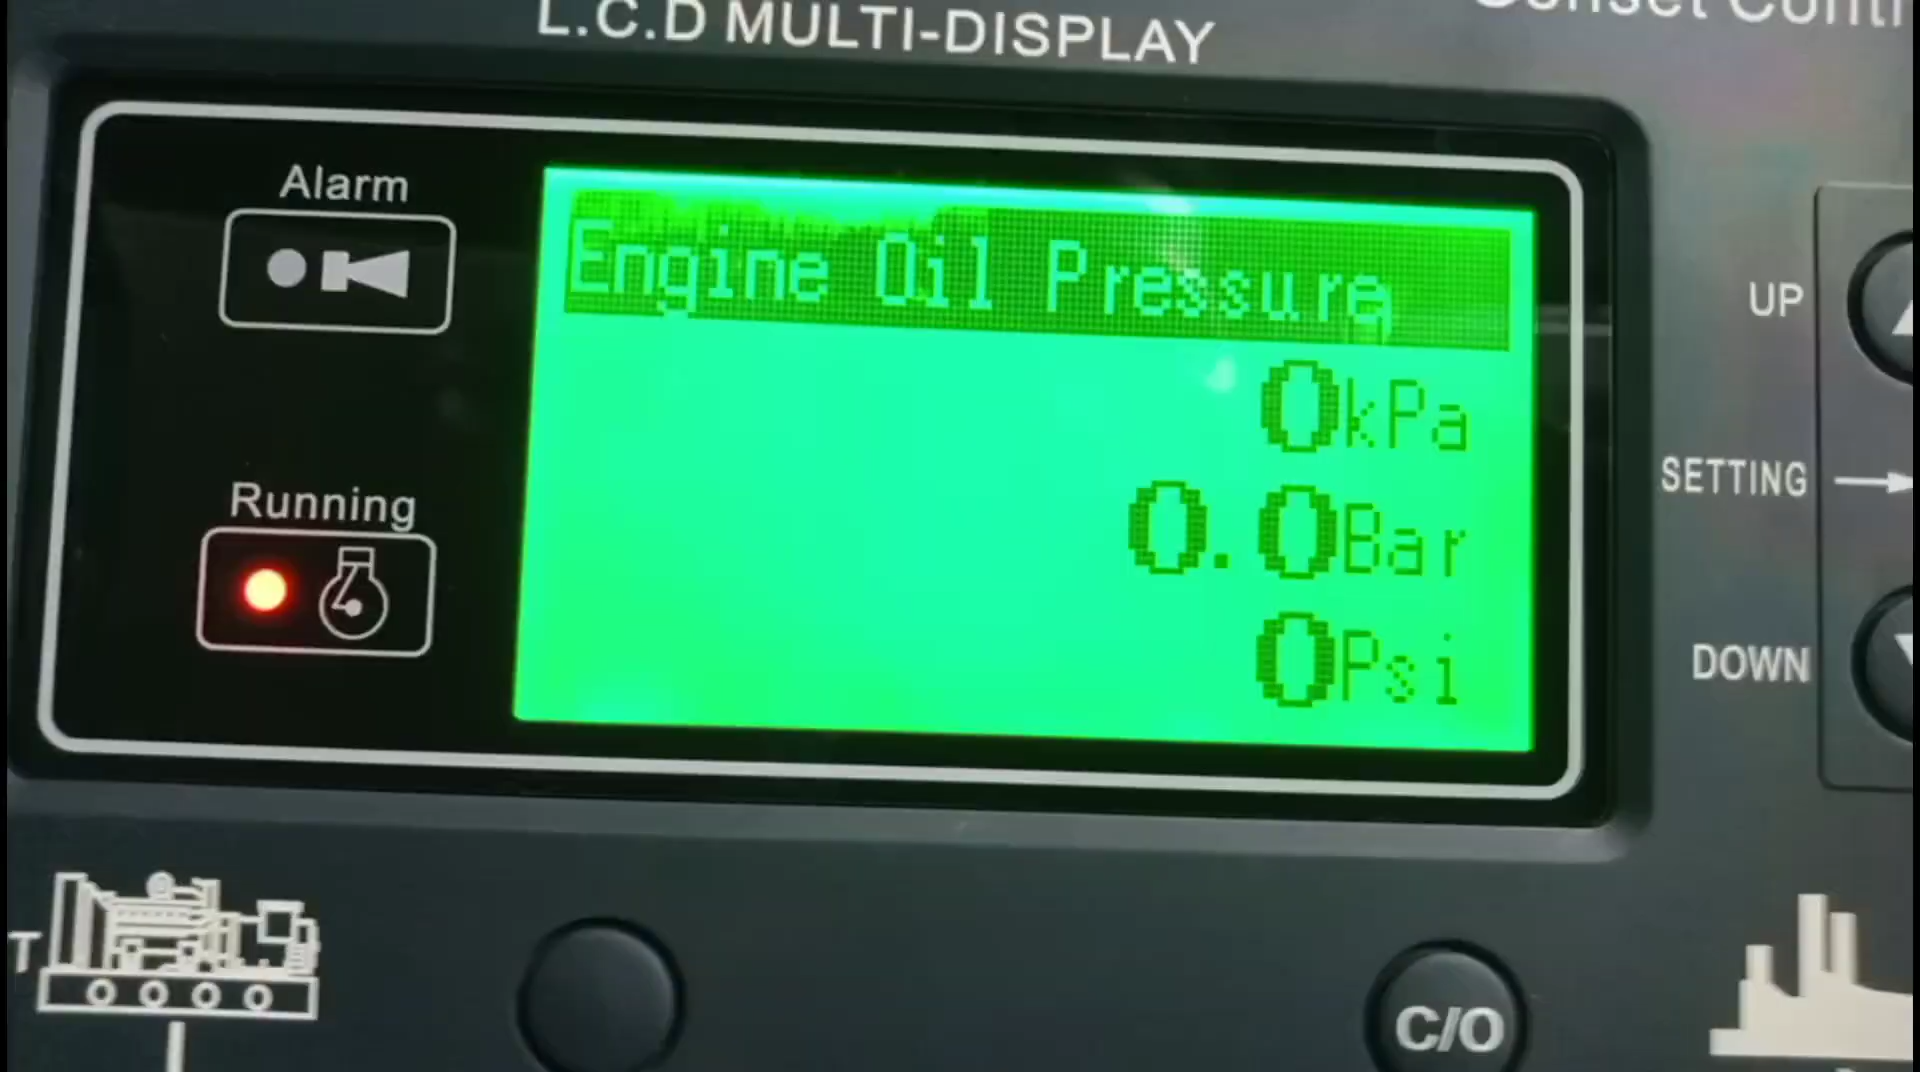 L.C.D MULTI-DISPLAY
Alarm
Engine Oil Pressure
0kPa
0.0Bar
0Psi
Running
UP
SETTING
DOWN
C/O